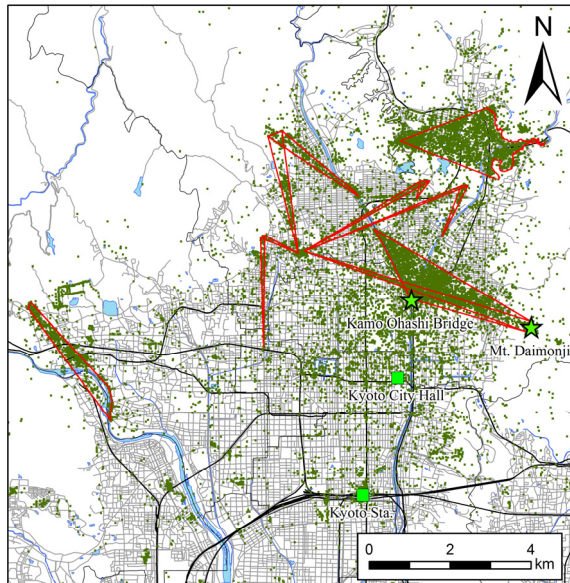 N
Kamo Ohashi Bridge
Mt. Daimonji
Kyoto City Hall
Kyoto Sta.
0 2 4
km